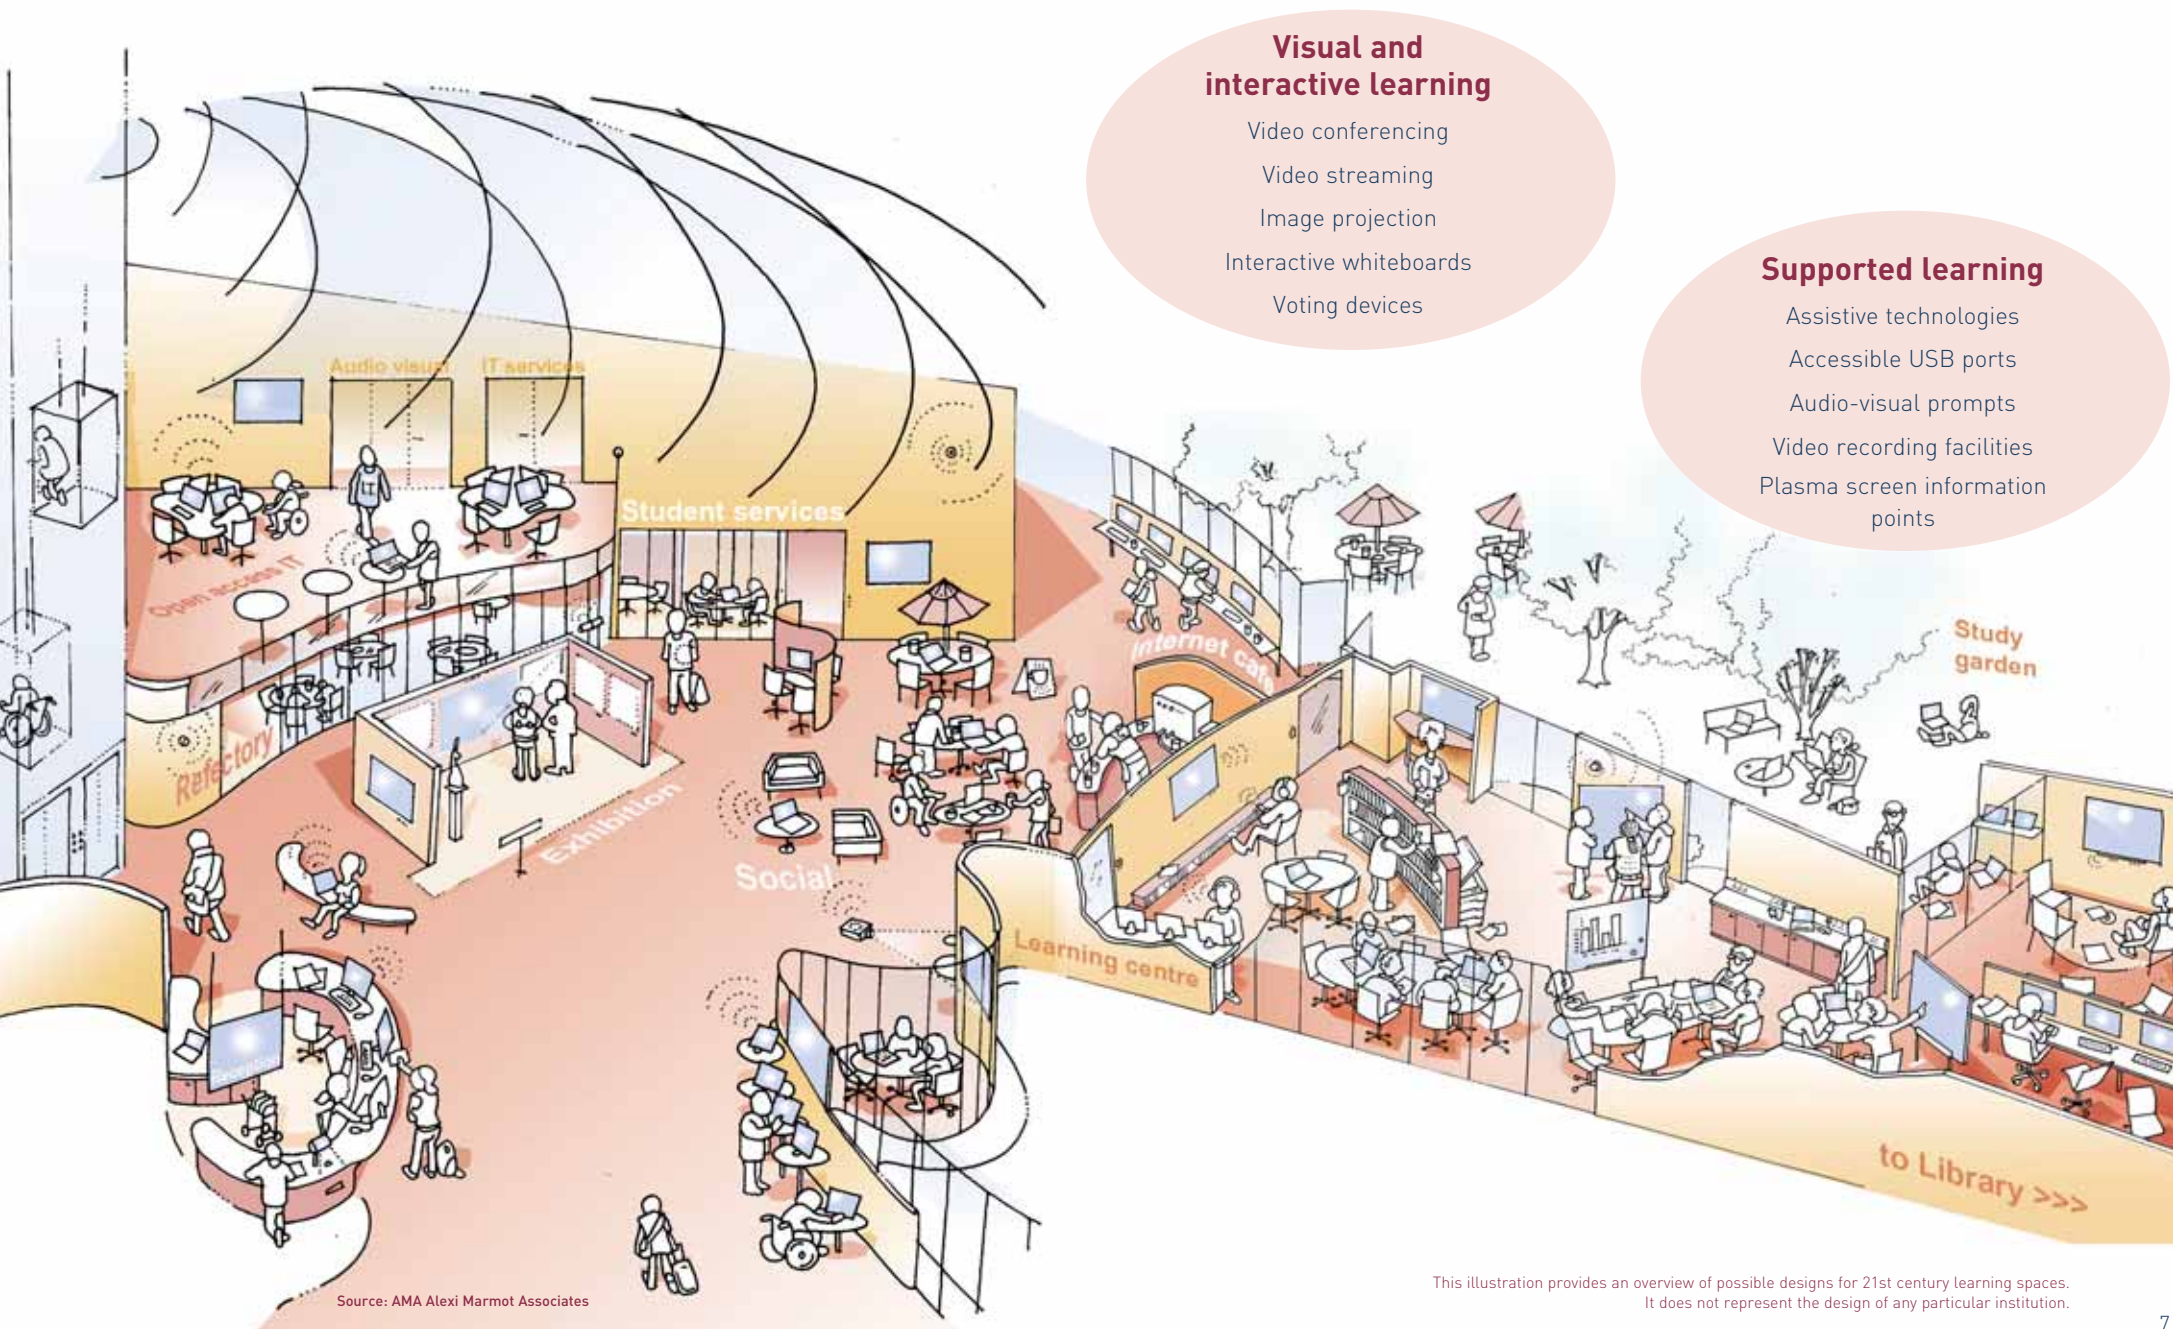 Visual and
interactive learning
Video conferencing
Video streaming
Image projection
Interactive whiteboards
Voting devices
Supported learning
Assistive technologies
Accessible USB ports
Audio-visual prompts
Video recording facilities
Plasma screen information
points
Audio visual
IT services
IT
Student services
Open access IT
Internet cafe
Study
garden
Refectory
Exhibition
Social
Learning centre
Reception
to Library >>>
Source: AMA Alexi Marmot Associates
This illustration provides an overview of possible designs for 21st century learning spaces.
It does not represent the design of any particular institution.
7